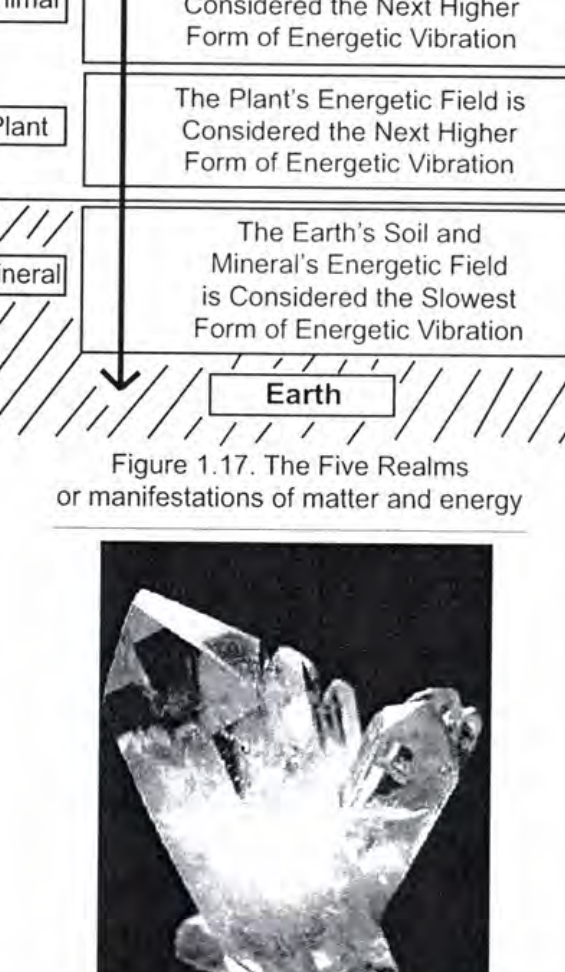 Considered the Next Higher
Form of Energetic Vibration
The Plant's Energetic Field is
Considered the Next Higher
Form of Energetic Vibration
The Earth's Soil and
Mineral's Energetic Field
is Considered the Slowest
Form of Energetic Vibration
Earth
Figure 1.17. The Five Realms
or manifestations of matter and energy